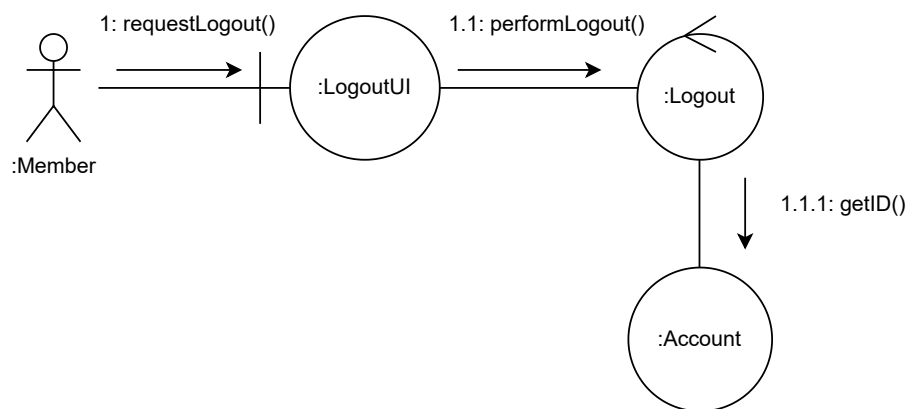 1: requestLogout()
1.1: performLogout()
:LogoutUI
:Logout
:Member
1.1.1: getID()
:Account